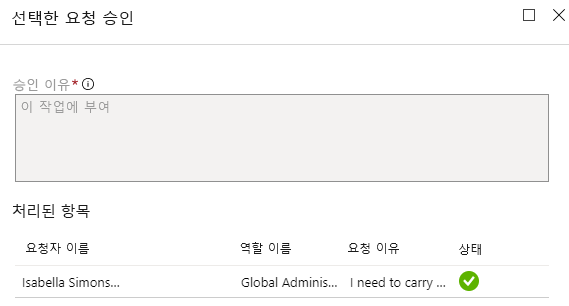 선택한 요청 승인
승인 이유*
이 작업에 부여
처리된 항목
요청자 이름 역할 이름 요청 이유 상태
Isabella Simons... Global Adminis... I need to carry ...